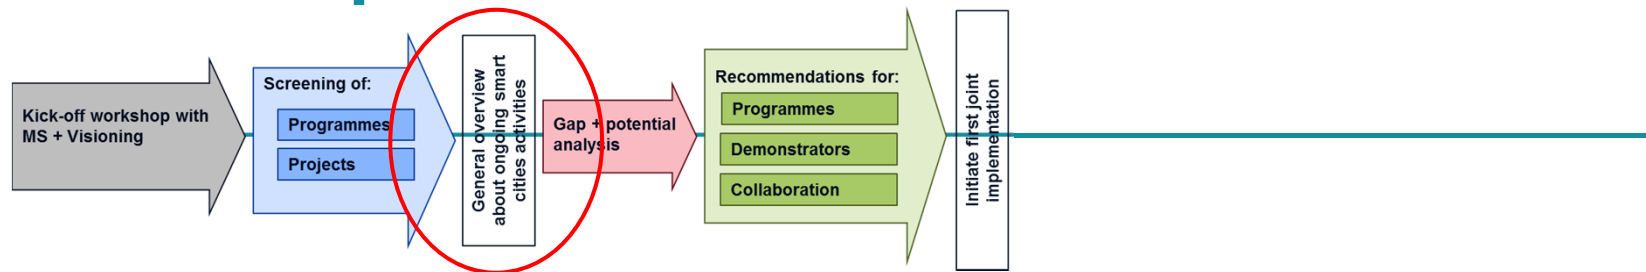 Kick-off workshop with
MS + Visioning
Screening of:
Programmes
Projects
General overview
about ongoing smart
cities activities
Gap + potential
analysis
Recommendations for:
Programmes
Demonstrators
Collaboration
Initiate first joint
implementation